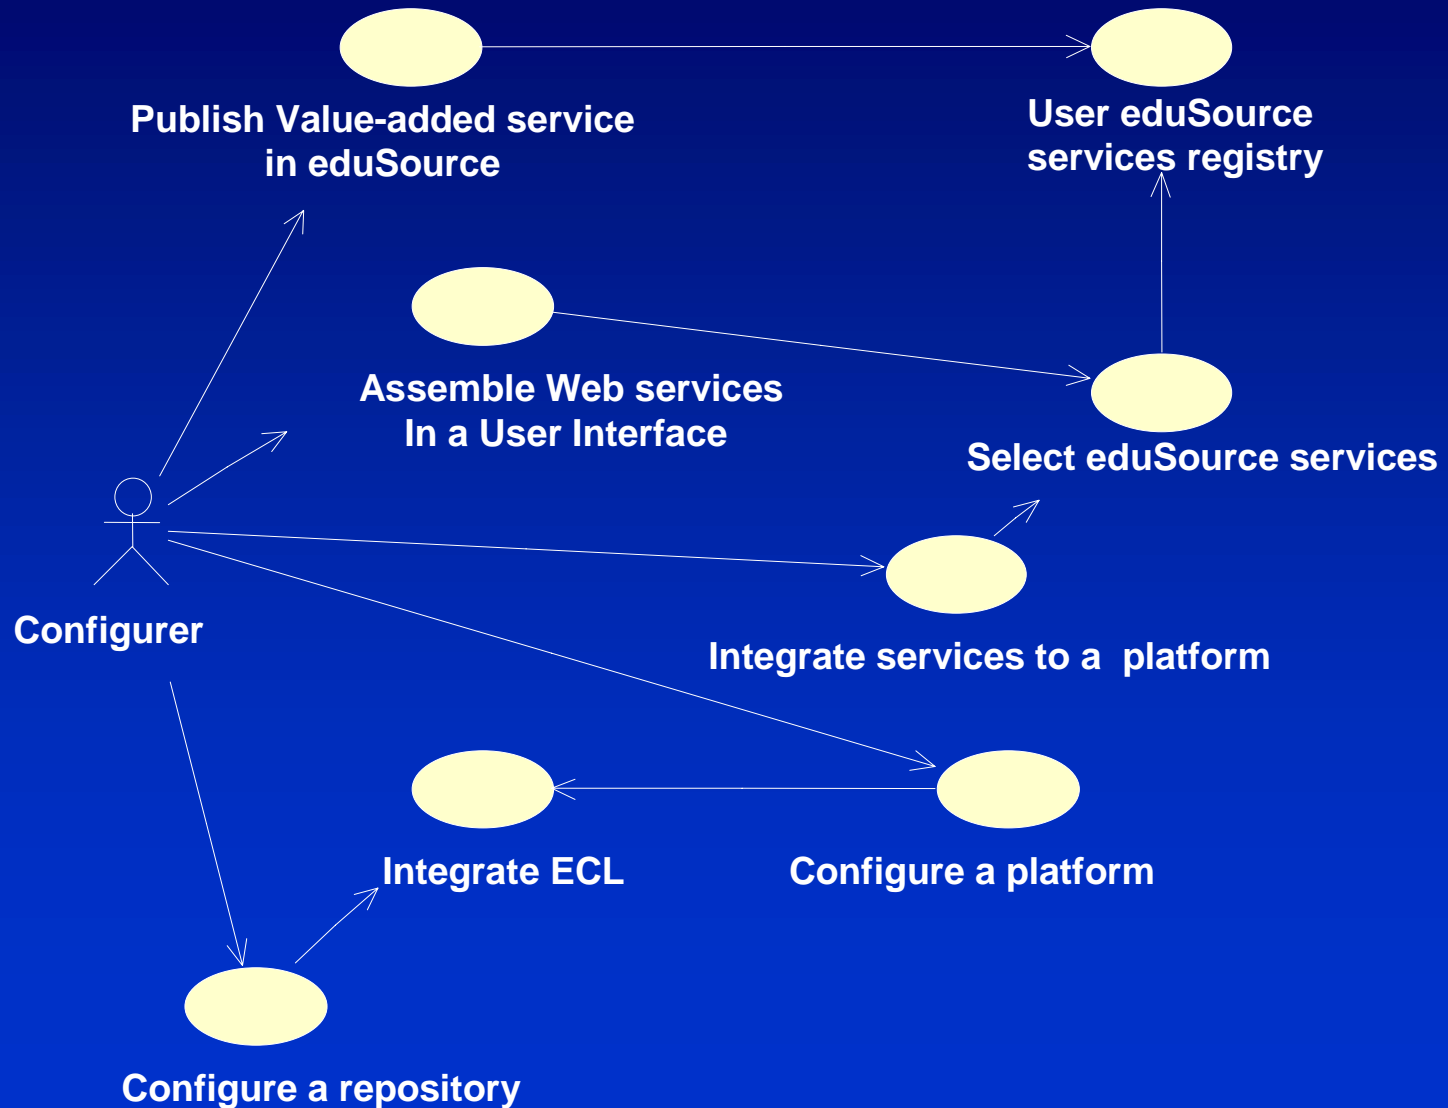 Publish Value-added service
in eduSource
User eduSource
services registry
Assemble Web services
In a User Interface
Select eduSource services
Configurer
Integrate services to a  platform
Integrate ECL
Configure a platform
Configure a repository